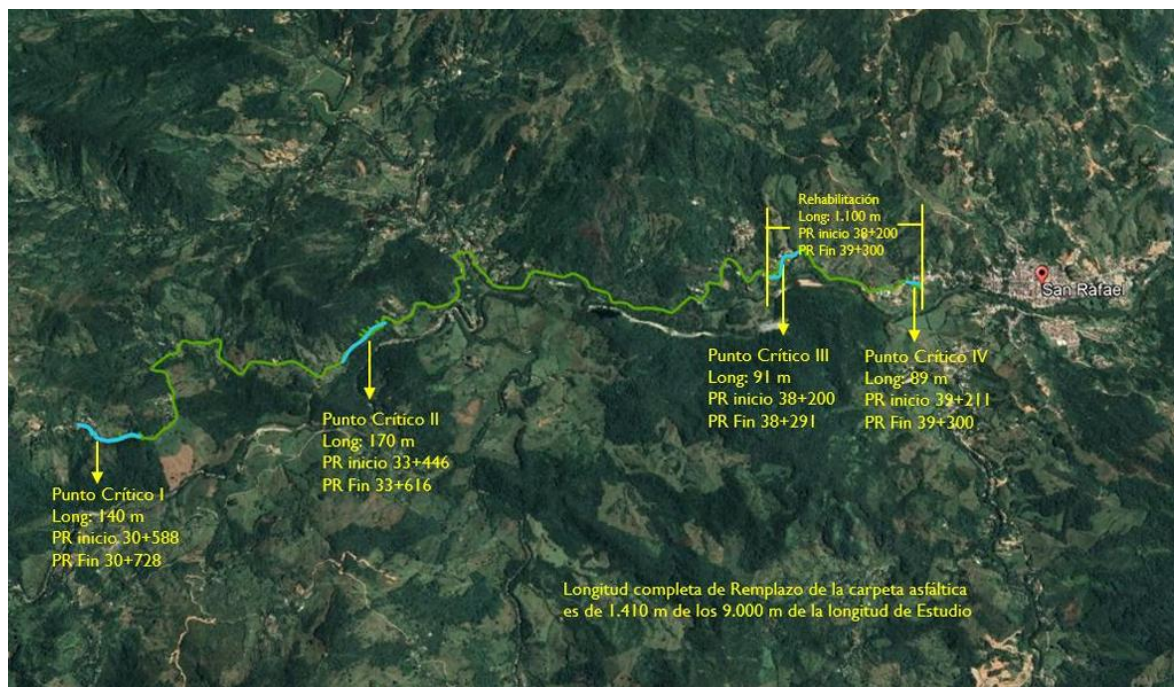 Rehabilitación
Long: 1.100 m
PR inicio 38+200
PR Fin 39+300
San Rafael
Punto Crítico III
Long: 91 m
PR inicio 38+200
PR Fin 38+291
Punto Crítico IV
Long: 89 m
PR inicio 39+211
PR Fin 39+300
Punto Crítico II
Long: 170 m
PR inicio 33+446
PR Fin 33+616
Punto Crítico I
Long: 140 m
PR inicio 30+588
PR Fin 30+728
Longitud completa de Remplazo de la carpeta asfáltica
es de 1.410 m de los 9.000 m de la longitud de Estudio